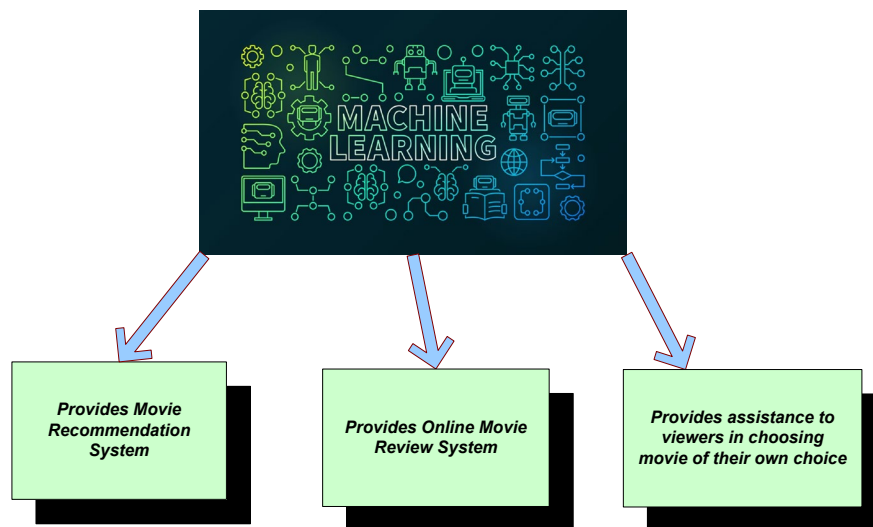 MACHINE
LEARNING
Provides Movie
Recommendation
System
Provides Online Movie
Review System
Provides assistance to
viewers in choosing
movie of their own choice